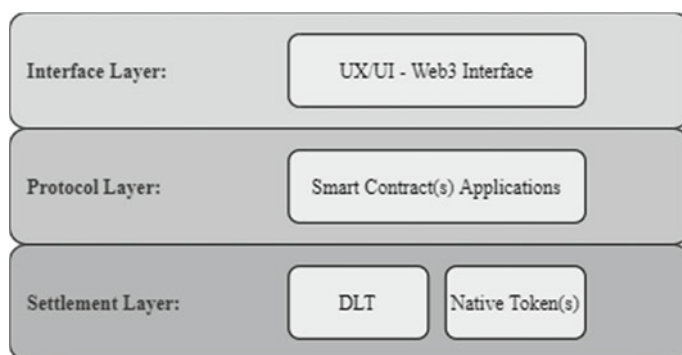 Interface Layer:
UX/UI - Web3 Interface
Protocol Layer:
Smart Contract(s) Applications
Settlement Layer:
DLT
Native Token(s)